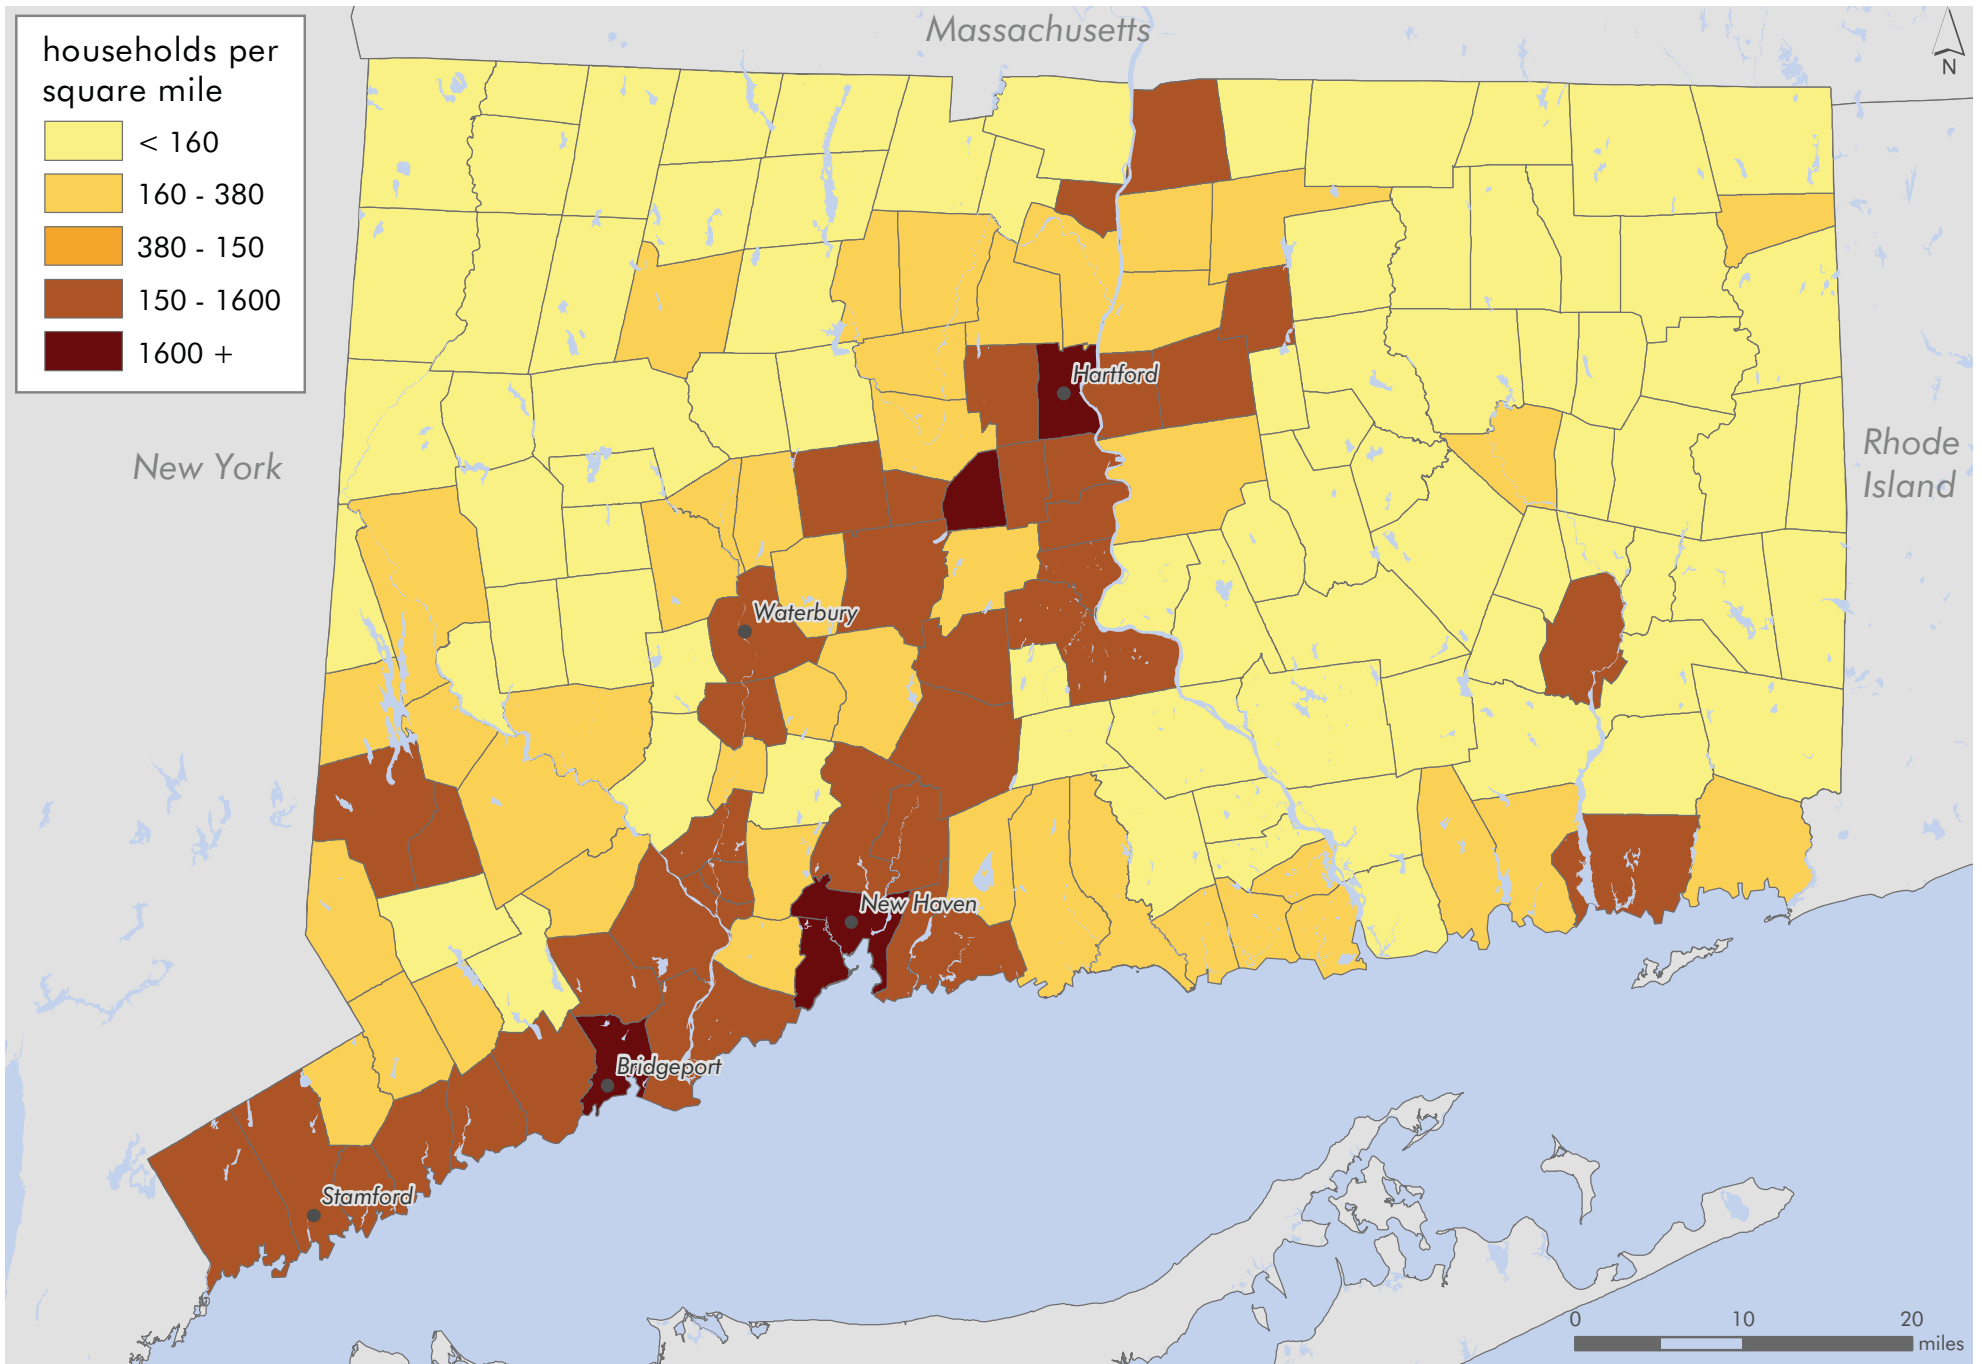 Massachusetts
households per
square mile
< 160
160 - 380
380 - 150
150 - 1600
1600 +
N
Hartford
New York
Rhode
Island
Waterbury
New Haven
Bridgeport
Stamford
0 10 20
miles